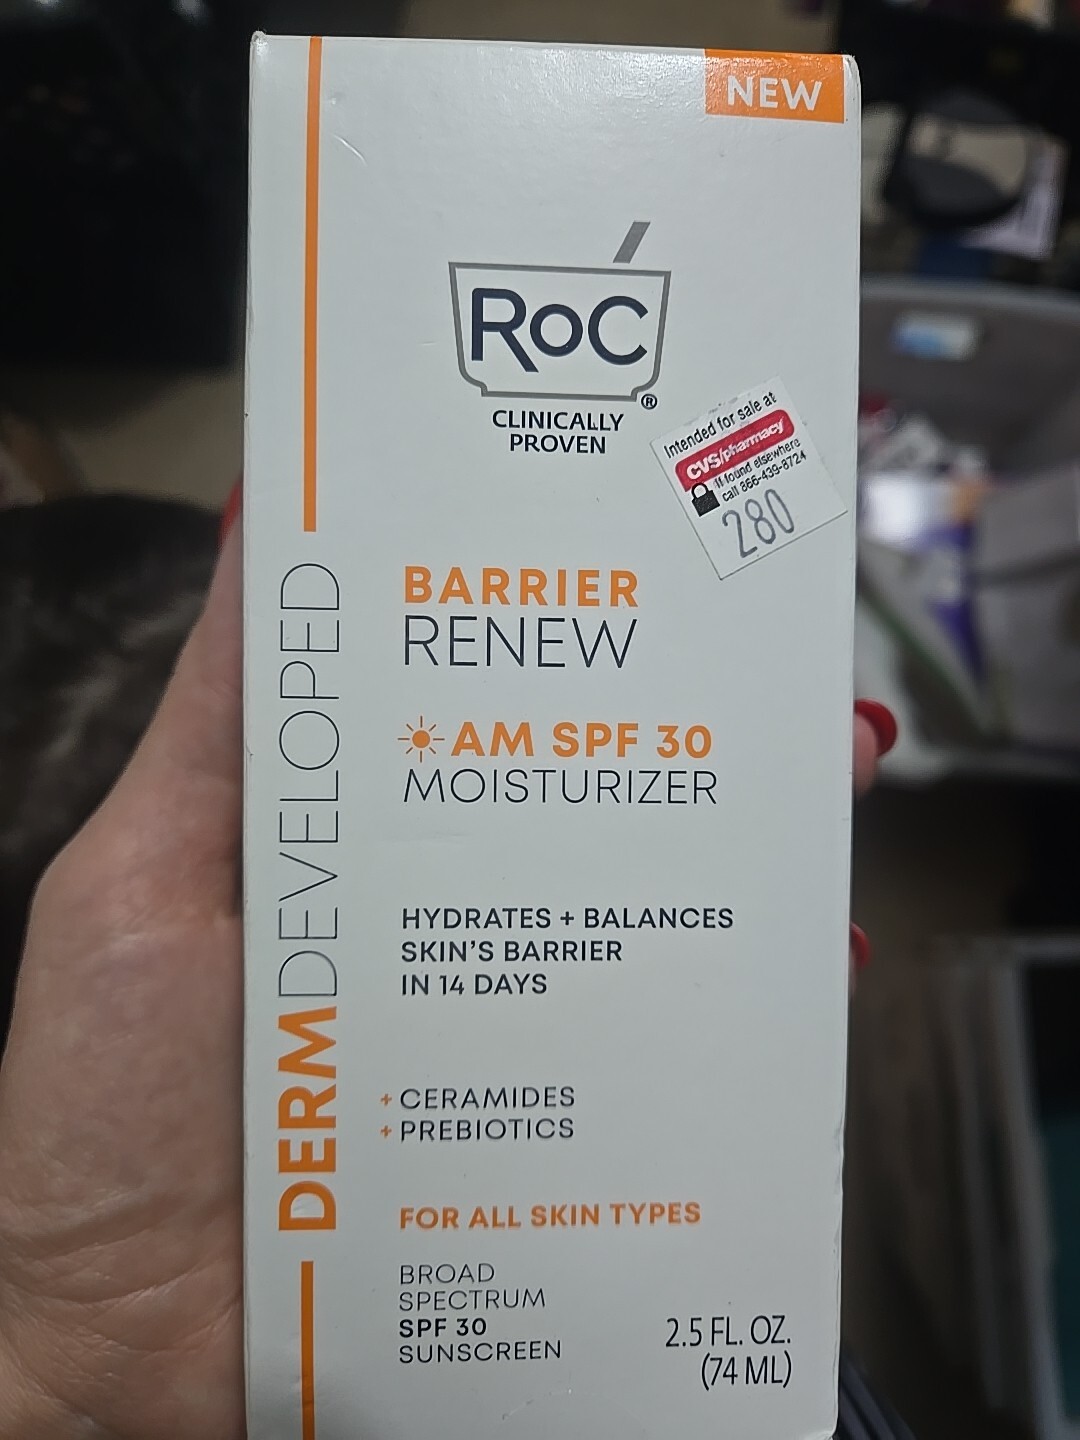 NEW
RoC®
CLINICALLY
PROVEN
Intended for sale at
CVS/pharmacy
If found elsewhere
call 866-439-8724
280
BARRIER
RENEW
AM SPF 30
MOISTURIZER
HYDRATES + BALANCES
SKIN'S BARRIER
IN 14 DAYS
+ CERAMIDES
+ PREBIOTICS
FOR ALL SKIN TYPES
BROAD
SPECTRUM
SPF 30
SUNSCREEN
2.5 FL. OZ.
(74 ML)
DERMDEVELOPED